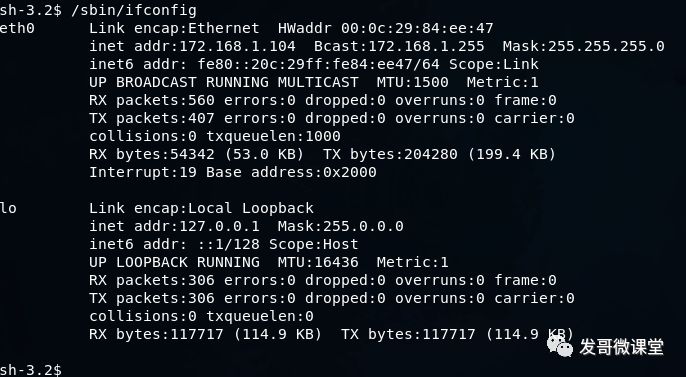 sh-3.2$ /sbin/ifconfig
eth0      Link encap:Ethernet  HWaddr 00:0c:29:84:ee:47
          inet addr:172.168.1.104  Bcast:172.168.1.255  Mask:255.255.255.0
          inet6 addr: fe80::20c:29ff:fe84:ee47/64 Scope:Link
          UP BROADCAST RUNNING MULTICAST  MTU:1500  Metric:1
          RX packets:560 errors:0 dropped:0 overruns:0 frame:0
          TX packets:407 errors:0 dropped:0 overruns:0 carrier:0
          collisions:0 txqueuelen:1000
          RX bytes:54342 (53.0 KB)  TX bytes:204280 (199.4 KB)
          Interrupt:19 Base address:0x2000
lo        Link encap:Local Loopback
          inet addr:127.0.0.1  Mask:255.0.0.0
          inet6 addr: ::1/128 Scope:Host
          UP LOOPBACK RUNNING  MTU:16436  Metric:1
          RX packets:306 errors:0 dropped:0 overruns:0 frame:0
          TX packets:306 errors:0 dropped:0 overruns:0 carrier:0
          collisions:0 txqueuelen:0
          RX bytes:117717 (114.9 KB)  TX bytes:117717 (114.9 KB)
发哥微课堂
sh-3.2$